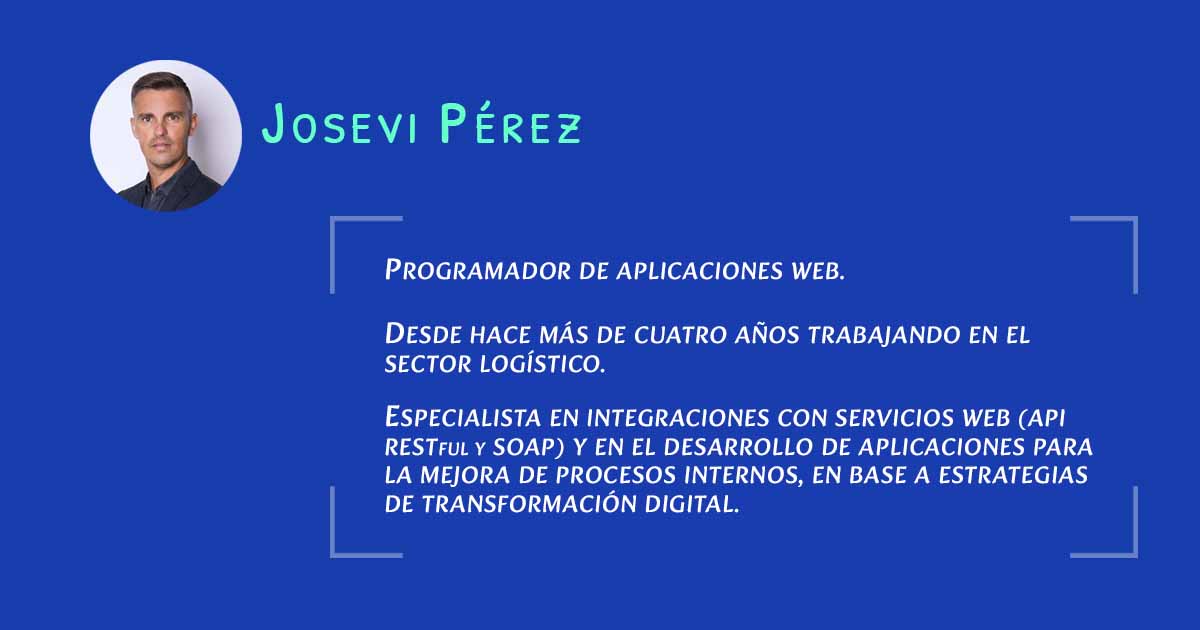 Josevi Pérez
Programador de aplicaciones web.
Desde hace más de cuatro años trabajando en el
sector logístico.
Especialista en integraciones con servicios web (API
RESTful y SOAP) y en el desarrollo de aplicaciones para
la mejora de procesos internos, en base a estrategias
de transformación digital.